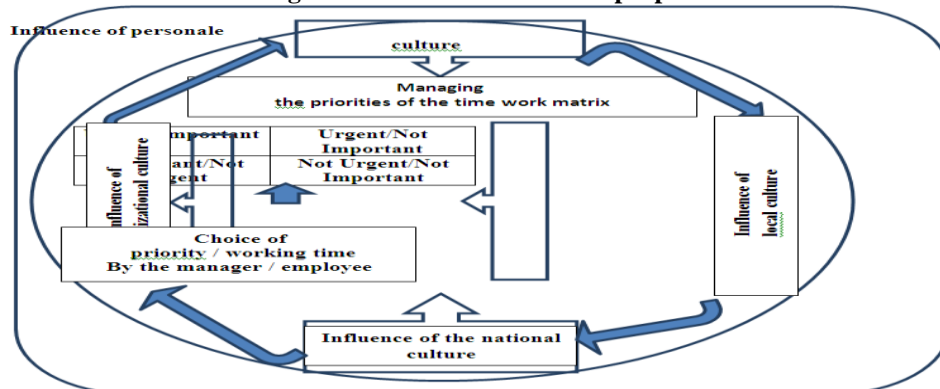 Influence of personale
culture
Managing
the priorities of the time work matrix
Urgent/Not
Important
Not Urgent/Not
Important
Influence of
local culture
Choice of
priority / working time
By the manager / employee
Influence of the national
culture